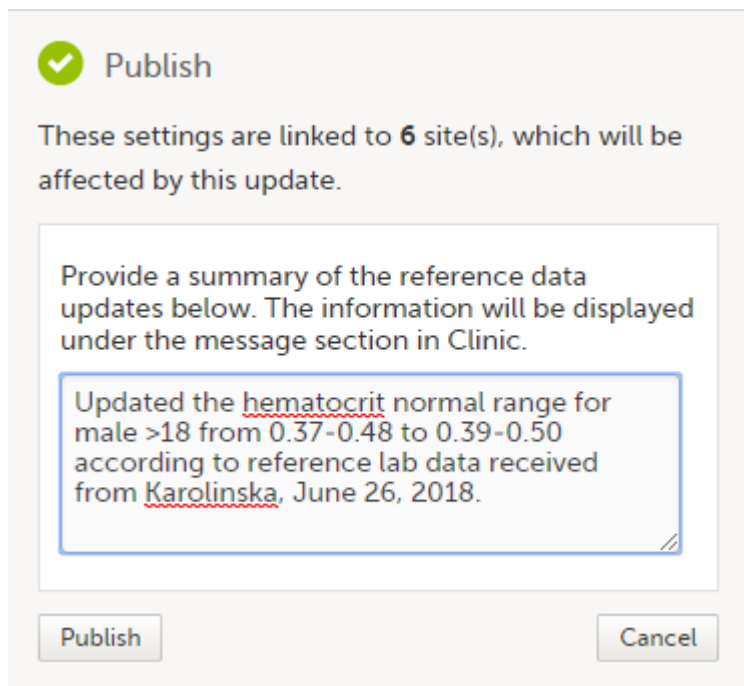 Publish
These settings are linked to 6 site(s), which will be
affected by this update.
Provide a summary of the reference data
updates below. The information will be displayed
under the message section in Clinic.
Updated the hematocrit normal range for
male >18 from 0.37-0.48 to 0.39-0.50
according to reference lab data received
from Karolinska, June 26, 2018.
Publish
Cancel